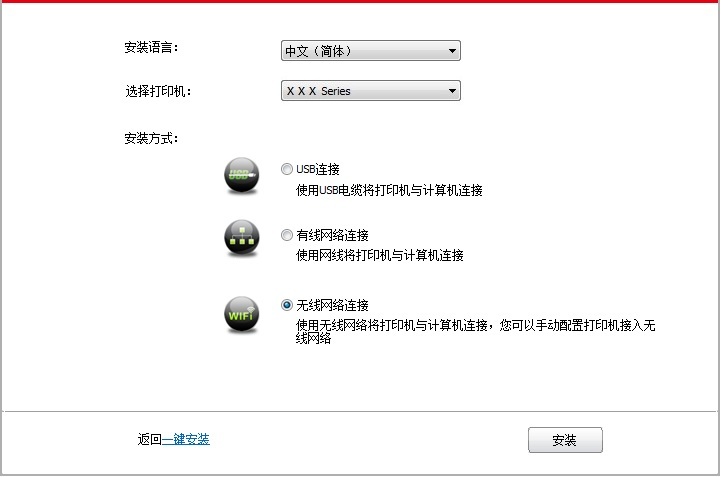 安装语言：
中文（简体）
选择打印机：
X X X Series
安装方式：
USB
USB连接
使用USB电缆将打印机与计算机连接
有线网络连接
使用网线将打印机与计算机连接
WiFi
无线网络连接
使用无线网络将打印机与计算机连接，您可以手动配置打印机接入无
线网络
返回一键安装
安装